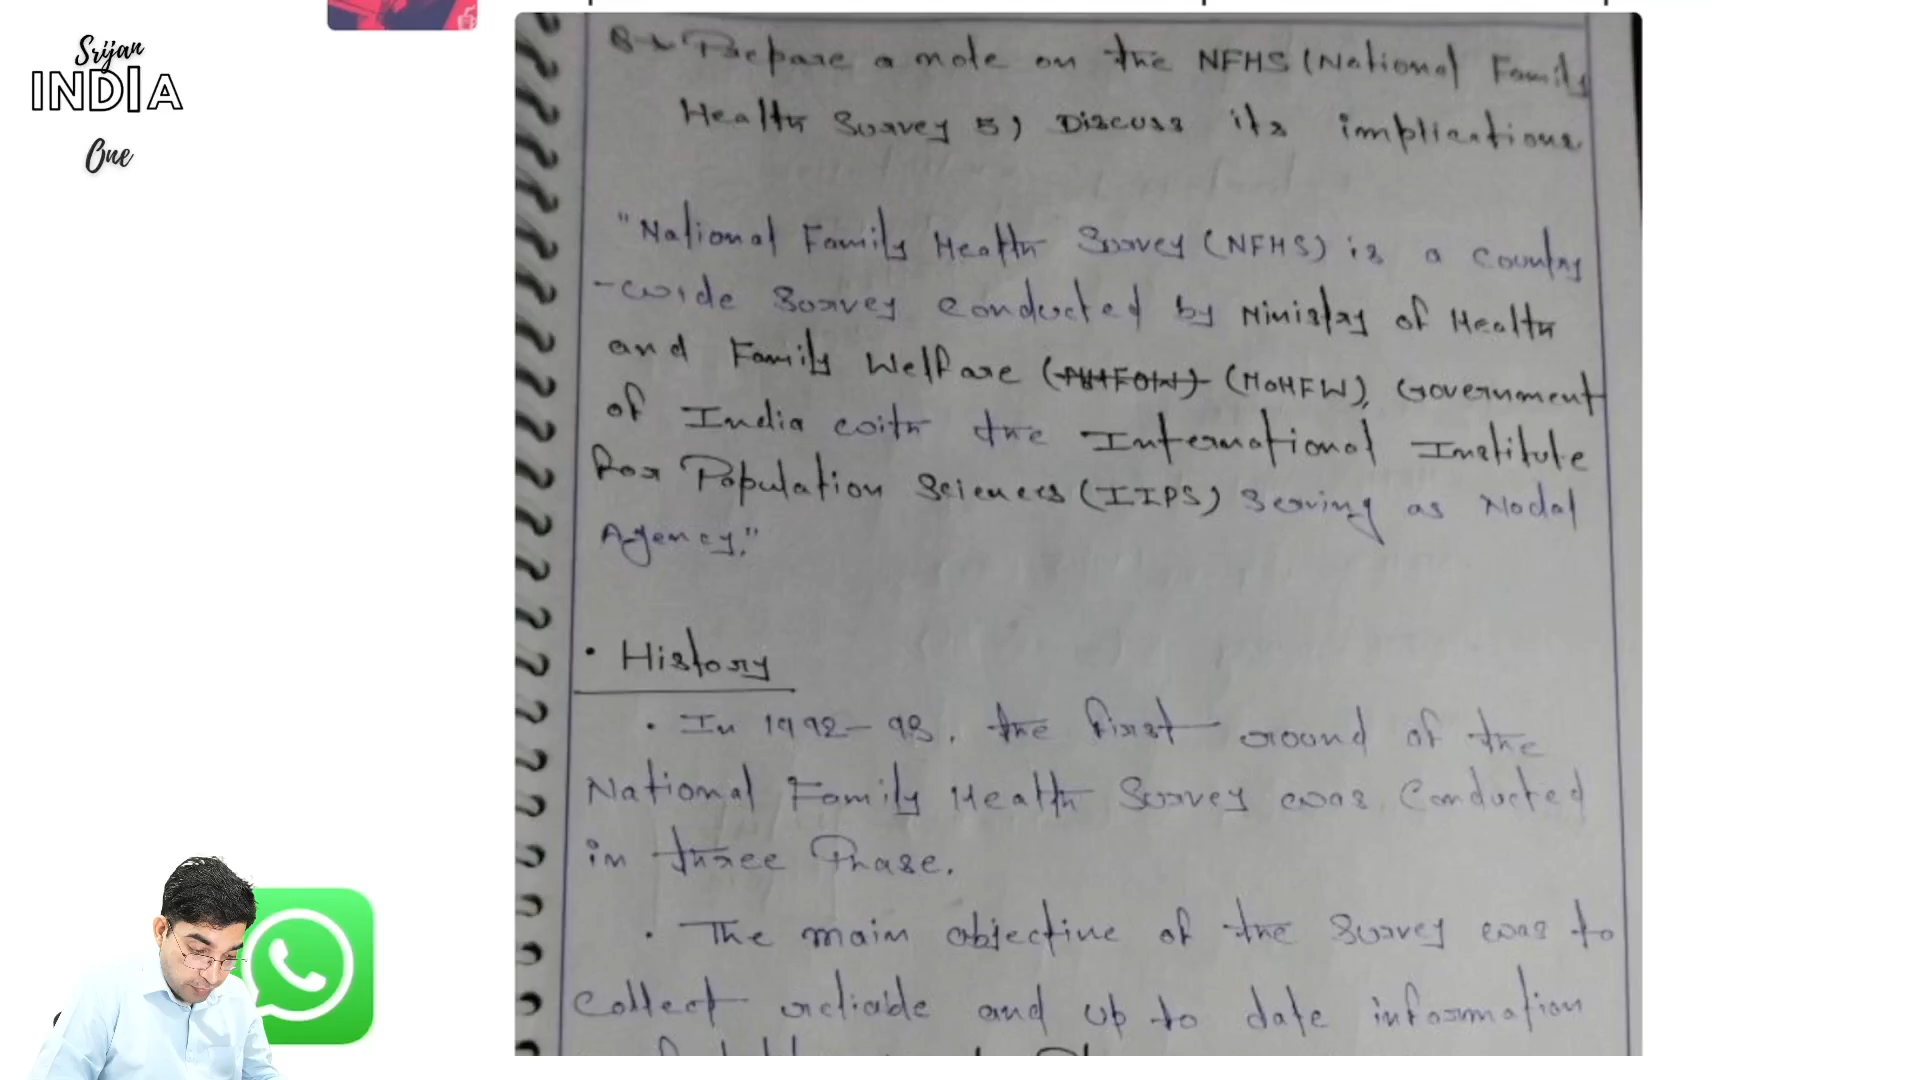 Srijan
INDIA
One
8 Prepare a note on the NFHS (National Family
Health Survey 5) Discuss its implications
"National Family Health Survey (NFHS) is a country
-wide Survey conducted by Ministry of Health
and Family Welfare (MoHFW), Government
of India with the International Institute
for Population Sciences (IIPS) Serving as Nodal
Agency."
• History
• In 1992-93, the first round of the
National Family Health Survey was Conducted
in three Phase.
• The main objective of the Survey was to
collect reliable and up to date information